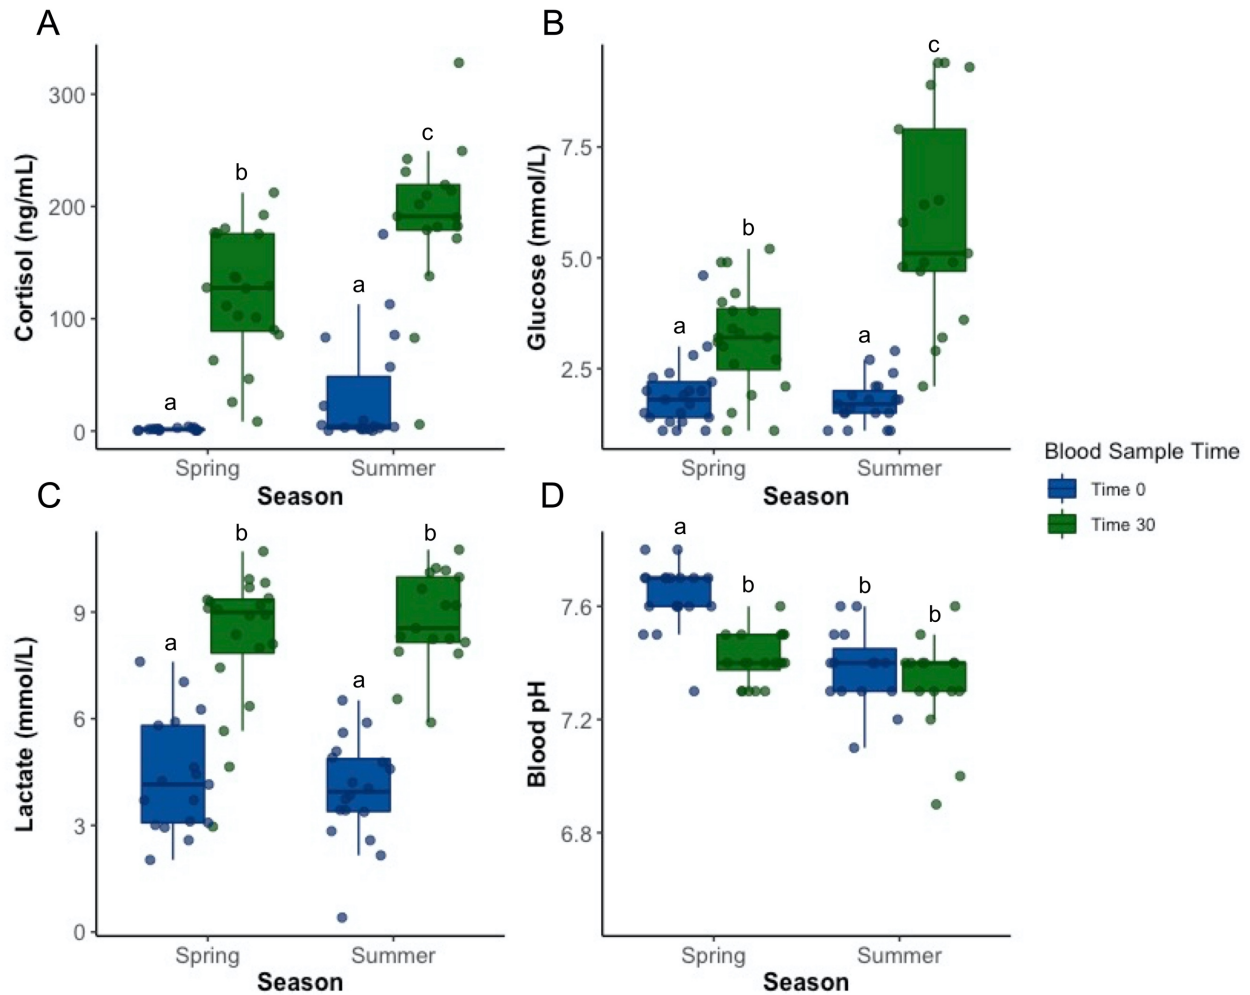 A
Cortisol (ng/mL)
300
200
100
0
a
b
a
c
Spring
Summer
Season
B
Glucose (mmol/L)
7.5
5.0
2.5
a
b
a
c
Spring
Summer
Season
C
Lactate (mmol/L)
9
6
3
0
a
b
a
b
Spring
Summer
Season
D
Blood pH
7.6
7.2
6.8
a
b
b
b
Spring
Summer
Season
Blood Sample Time
Time 0
Time 30